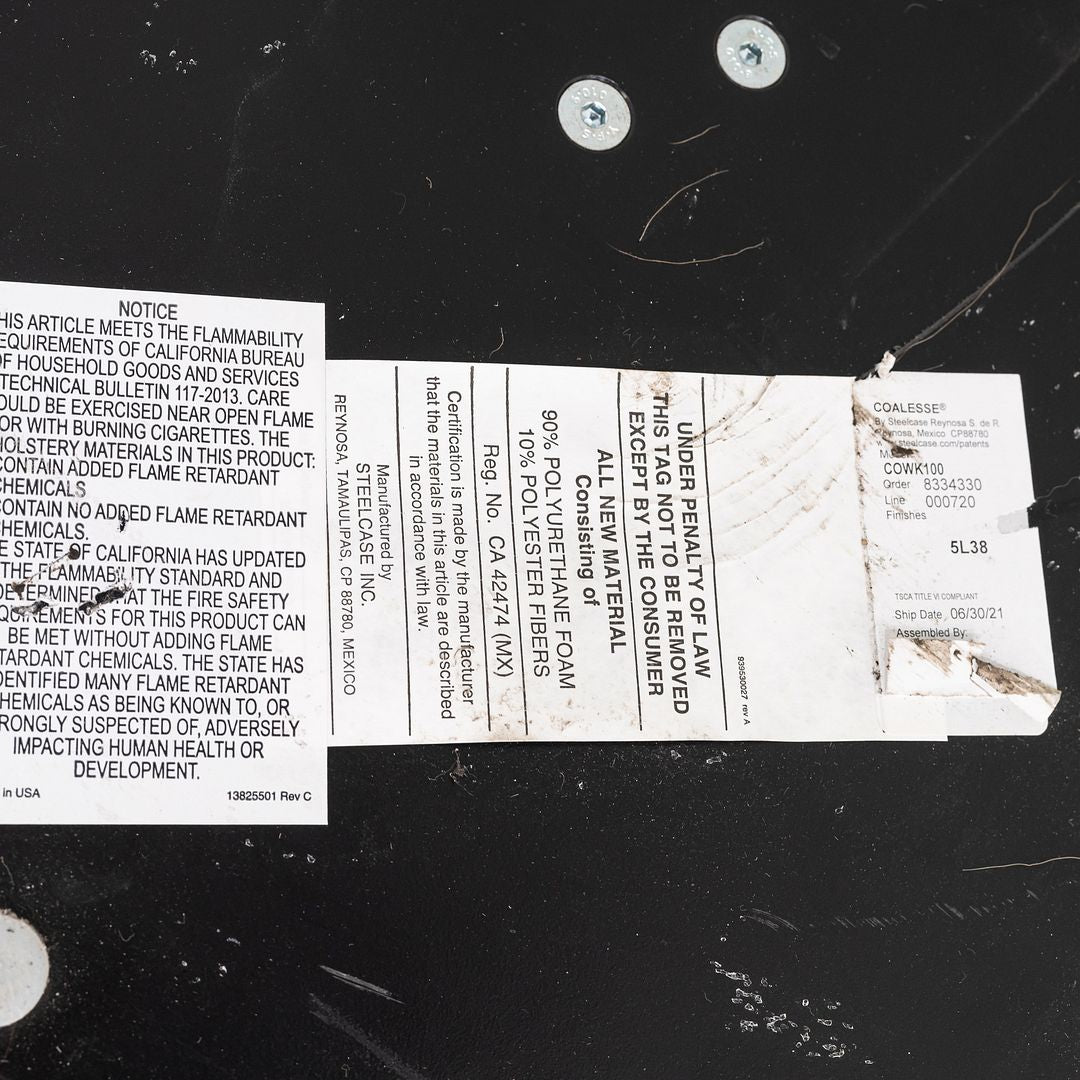 NOTICE
HIS ARTICLE MEETS THE FLAMMABILITY
EQUIREMENTS OF CALIFORNIA BUREAU
OF HOUSEHOLD GOODS AND SERVICES
TECHNICAL BULLETIN 117-2013. CARE
OULD BE EXERCISED NEAR OPEN FLAME
OR WITH BURNING CIGARETTES. THE
HOLSTERY MATERIALS IN THIS PRODUCT:
CONTAIN ADDED FLAME RETARDANT
CHEMICALS
CONTAIN NO ADDED FLAME RETARDANT
HEMICALS.
E STATE OF CALIFORNIA HAS UPDATED
THE FLAMMABILITY STANDARD AND
DETERMINED THAT THE FIRE SAFETY
QUIREMENTS FOR THIS PRODUCT CAN
BE MET WITHOUT ADDING FLAME
TARDANT CHEMICALS. THE STATE HAS
DENTIFIED MANY FLAME RETARDANT
HEMICALS AS BEING KNOWN TO, OR
RONGLY SUSPECTED OF, ADVERSELY
IMPACTING HUMAN HEALTH OR
DEVELOPMENT.
in USA
13825501 Rev C
UNDER PENALTY OF LAW
THIS TAG NOT TO BE REMOVED
EXCEPT BY THE CONSUMER
ALL NEW MATERIAL
Consisting of
90% POLYURETHANE FOAM
10% POLYESTER FIBERS
Reg. No. CA 42474 (MX)
Certification is made by the manufacturer
that the materials in this article are described
in accordance with law.
Manufactured by
STEELCASE INC.
REYNOSA, TAMAULIPAS, CP 88780, MEXICO
939530027 rev A
COALESSE®
By Steelcase Reynosa S. de R
Reynosa, Mexico CP88780
steelcase.com/patents
COWK100
Order 8334330
Line 000720
Finishes
5L38
TSCA TITLE VI COMPLIANT
Ship Date 06/30/21
Assembled By: